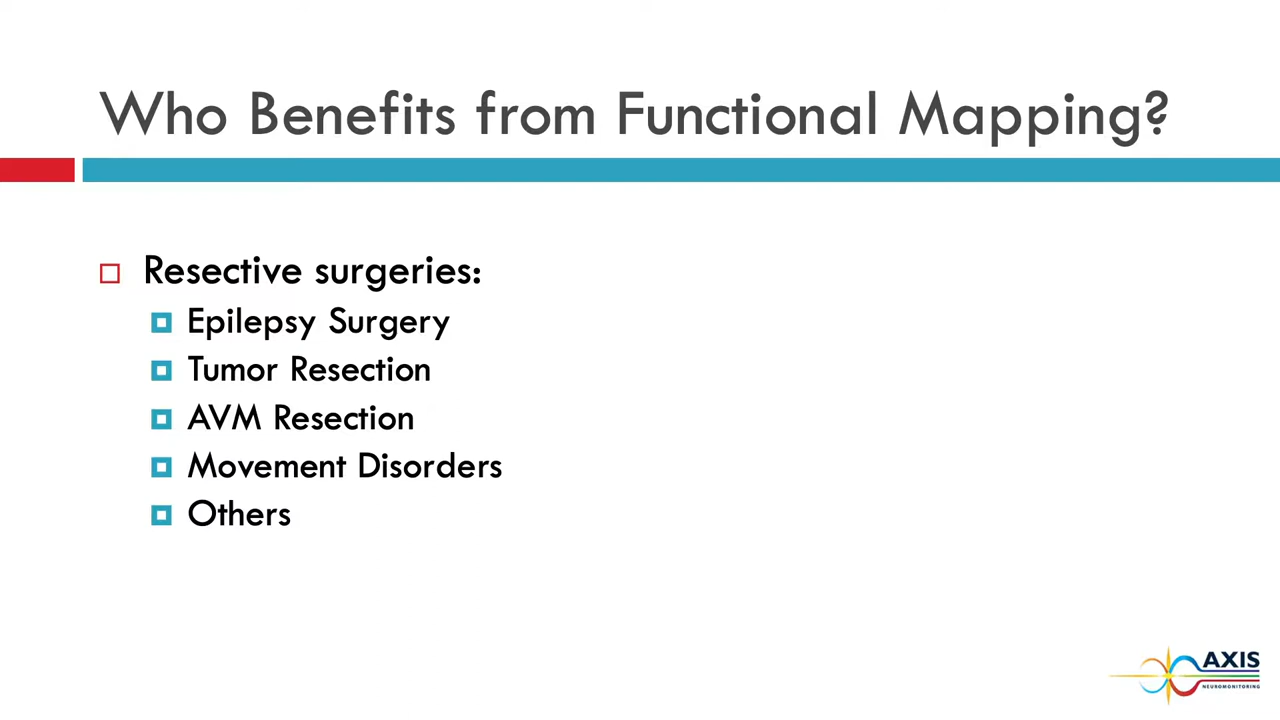 Who Benefits from Functional Mapping?
Resective surgeries:
Epilepsy Surgery
Tumor Resection
AVM Resection
Movement Disorders
Others
AXIS
NEUROMONITORING